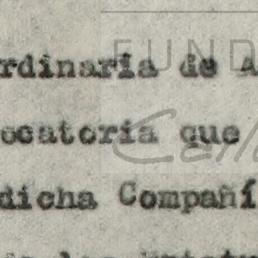 FUND
rdinaria de A
ocatoria que
dicha Compañí